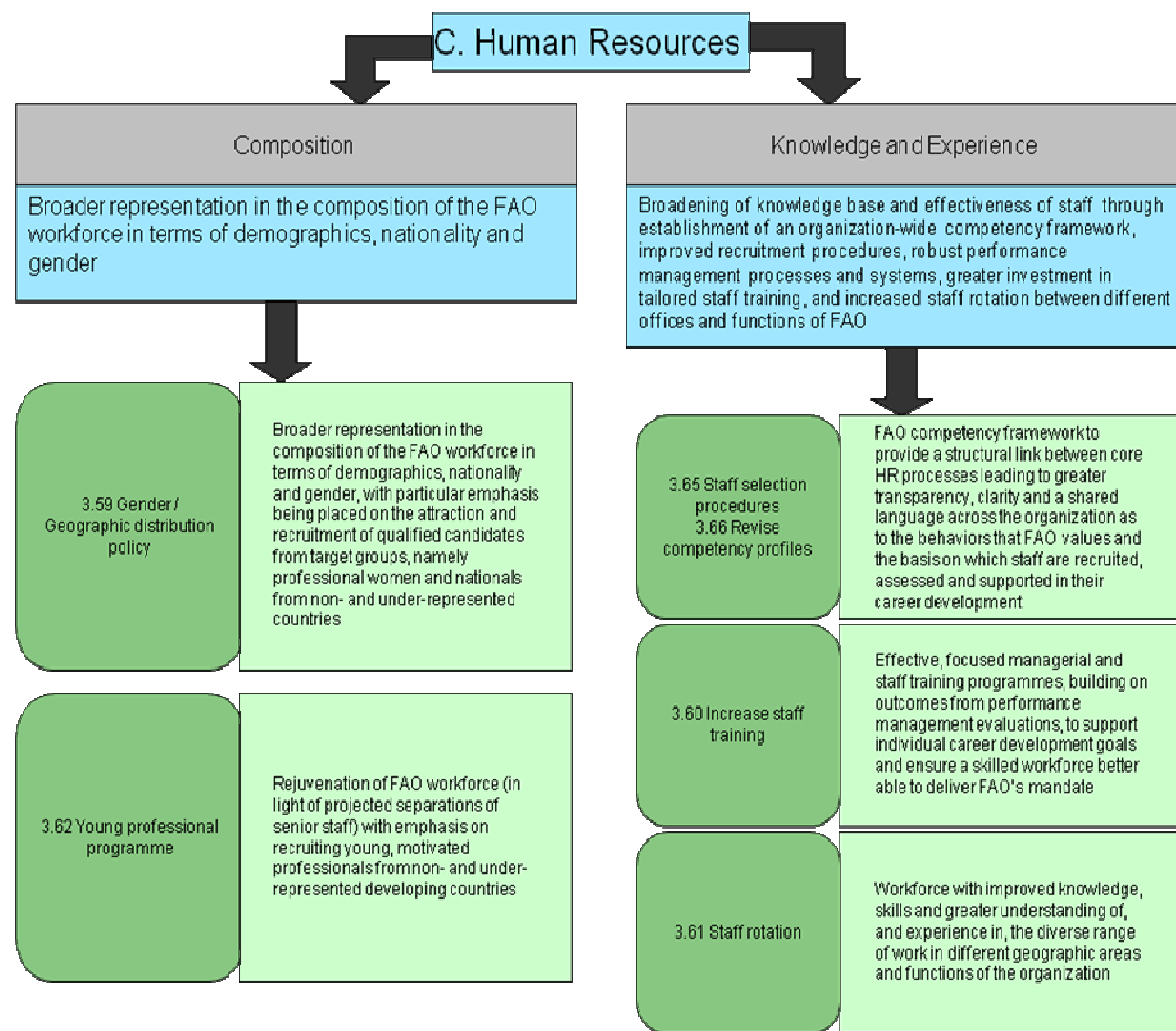 C. Human Resources
Composition
Broader representation in the composition of the FAO
workforce in terms of demographics, nationality and
gender
3.59 Gender /
Geographic distribution
policy
Broader representation in the
composition of the FAO workforce in
terms of demographics, nationality
and gender, with particular emphasis
being placed on the attraction and
recruitment of qualified candidates
from target groups, namely
professional women and nationals
from non- and under-represented
countries
3.62 Young professional
programme
Rejuvenation of FAO workforce (in
light of projected separations of
senior staff) with emphasis on
recruiting young, motivated
professionals from non- and under-
represented developing countries
Knowledge and Experience
Broadening of knowledge base and effectiveness of staff through
establishment of an organization-wide competency framework,
improved recruitment procedures, robust performance
management processes and systems, greater investment in
tailored staff training, and increased staff rotation between different
offices and functions of FAO
3.65 Staff selection
procedures
3.66 Revise
competency profiles
FAO competency framework to
provide a structural link between core
HR processes leading to greater
transparency, clarity and a shared
language across the organization as
to the behaviors that FAO values and
the basis on which staff are recruited,
assessed and supported in their
career development
3.60 Increase staff
training
Effective, focused managerial and
staff training programmes, building on
outcomes from performance
management evaluations, to support
individual career development goals
and ensure a skilled workforce better
able to deliver FAO's mandate
3.61 Staff rotation
Workforce with improved knowledge,
skills and greater understanding of,
and experience in, the diverse range
of work in different geographic areas
and functions of the organization